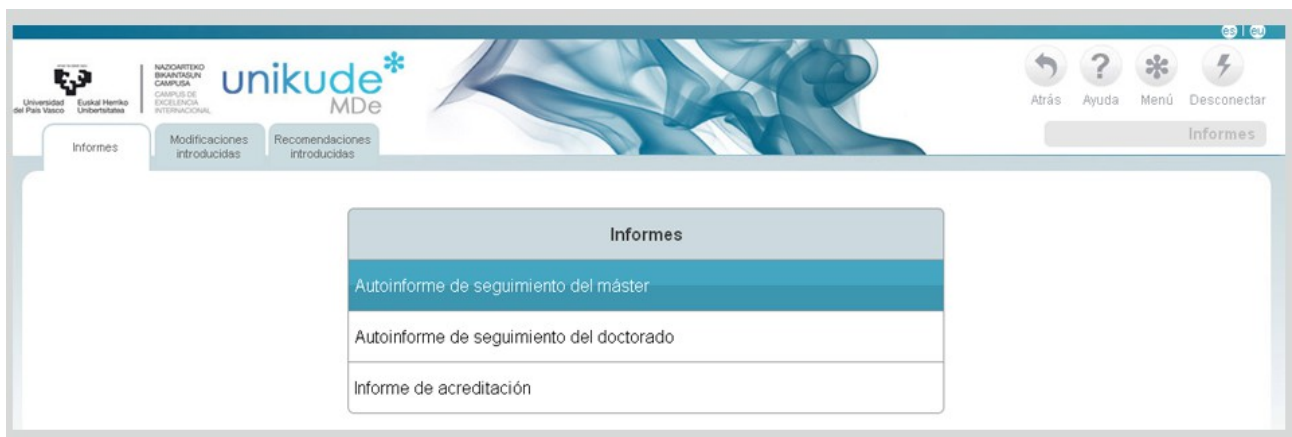 es | eu
Universidad
del País Vasco
Euskal Herriko
Unibertsitatea
NAZIOARTEKO
BIKAINTASUN
CAMPUSA
CAMPUS DE
EXCELENCIA
INTERNACIONAL
unikude*
MDe
Atrás
Ayuda
Menú
Desconectar
Informes
Informes
Modificaciones
introducidas
Recomendaciones
introducidas
Informes
Autoinforme de seguimiento del máster
Autoinforme de seguimiento del doctorado
Informe de acreditación